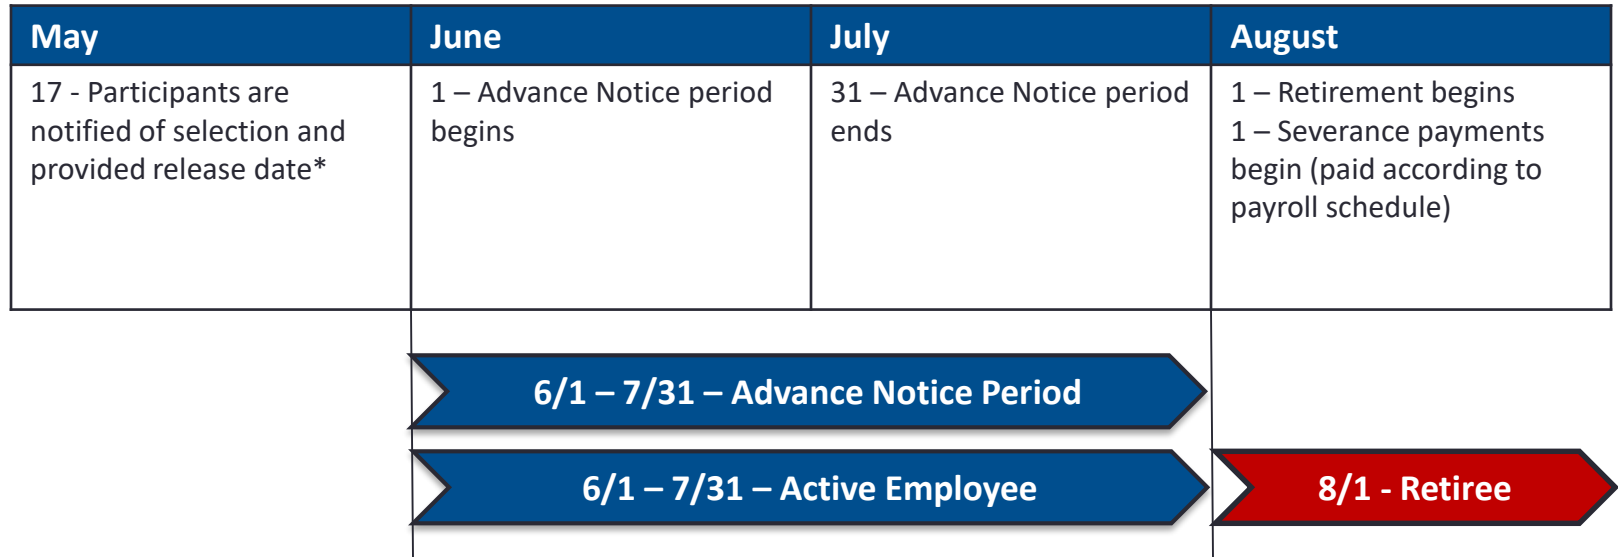 May
June
July
August
17 - Participants are
notified of selection and
provided release date*
1 – Advance Notice period
begins
31 – Advance Notice period
ends
1 – Retirement begins
1 – Severance payments
begin (paid according to
payroll schedule)
6/1 – 7/31 – Advance Notice Period
6/1 – 7/31 – Active Employee
8/1 - Retiree